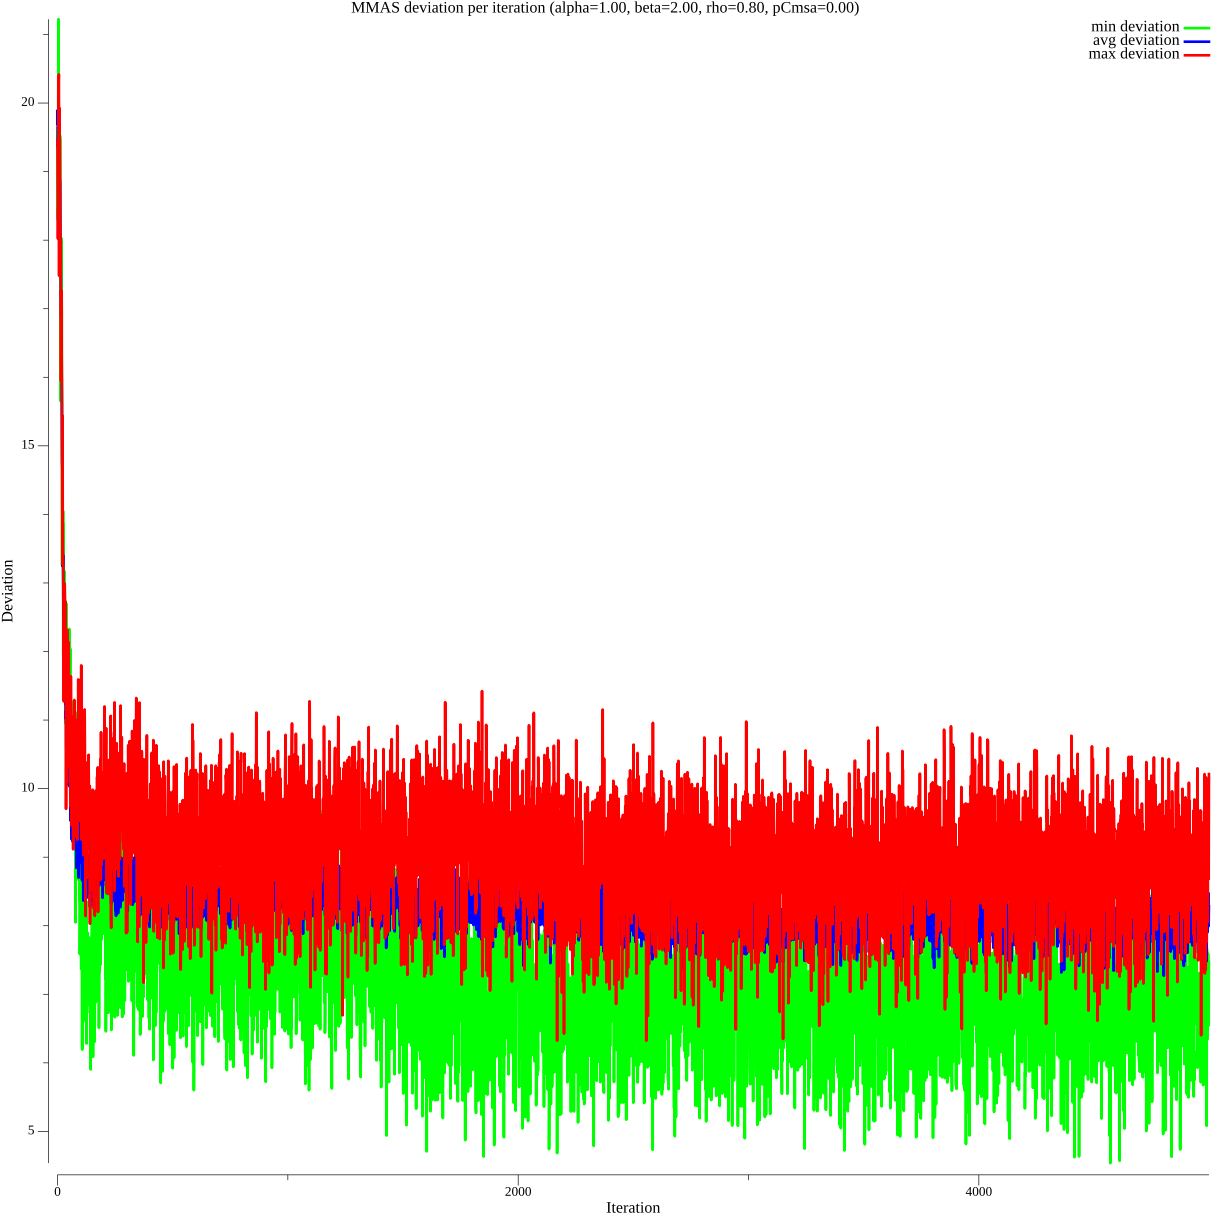 MMAS deviation per iteration (alpha=1.00, beta=2.00, rho=0.80, pCmsa=0.00)
min deviation
avg deviation
max deviation
20
15
10
5
Deviation
0 2000 4000
Iteration